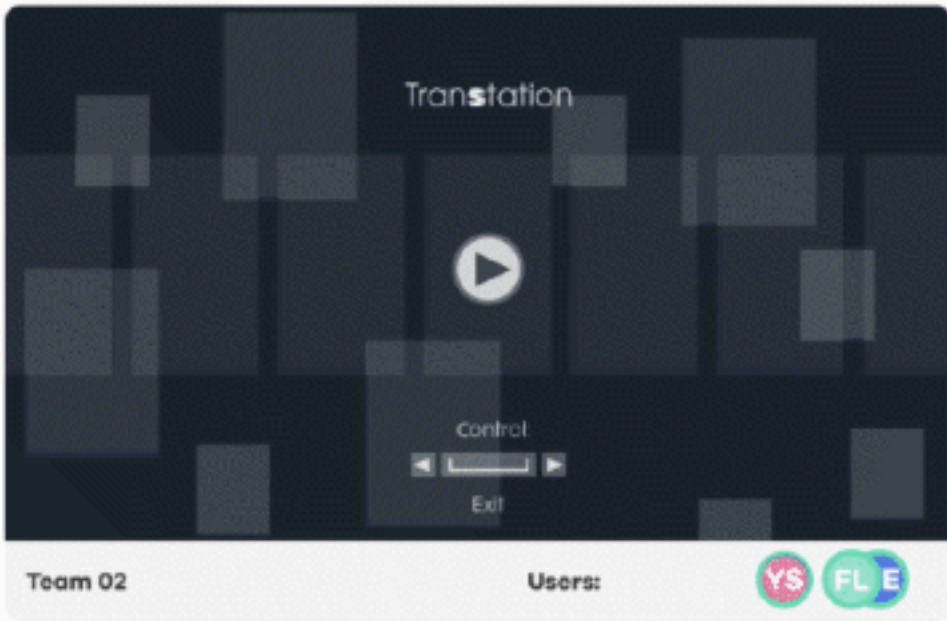 Transtation
Control
Exit
Team 02
Users:
YS
FL
E